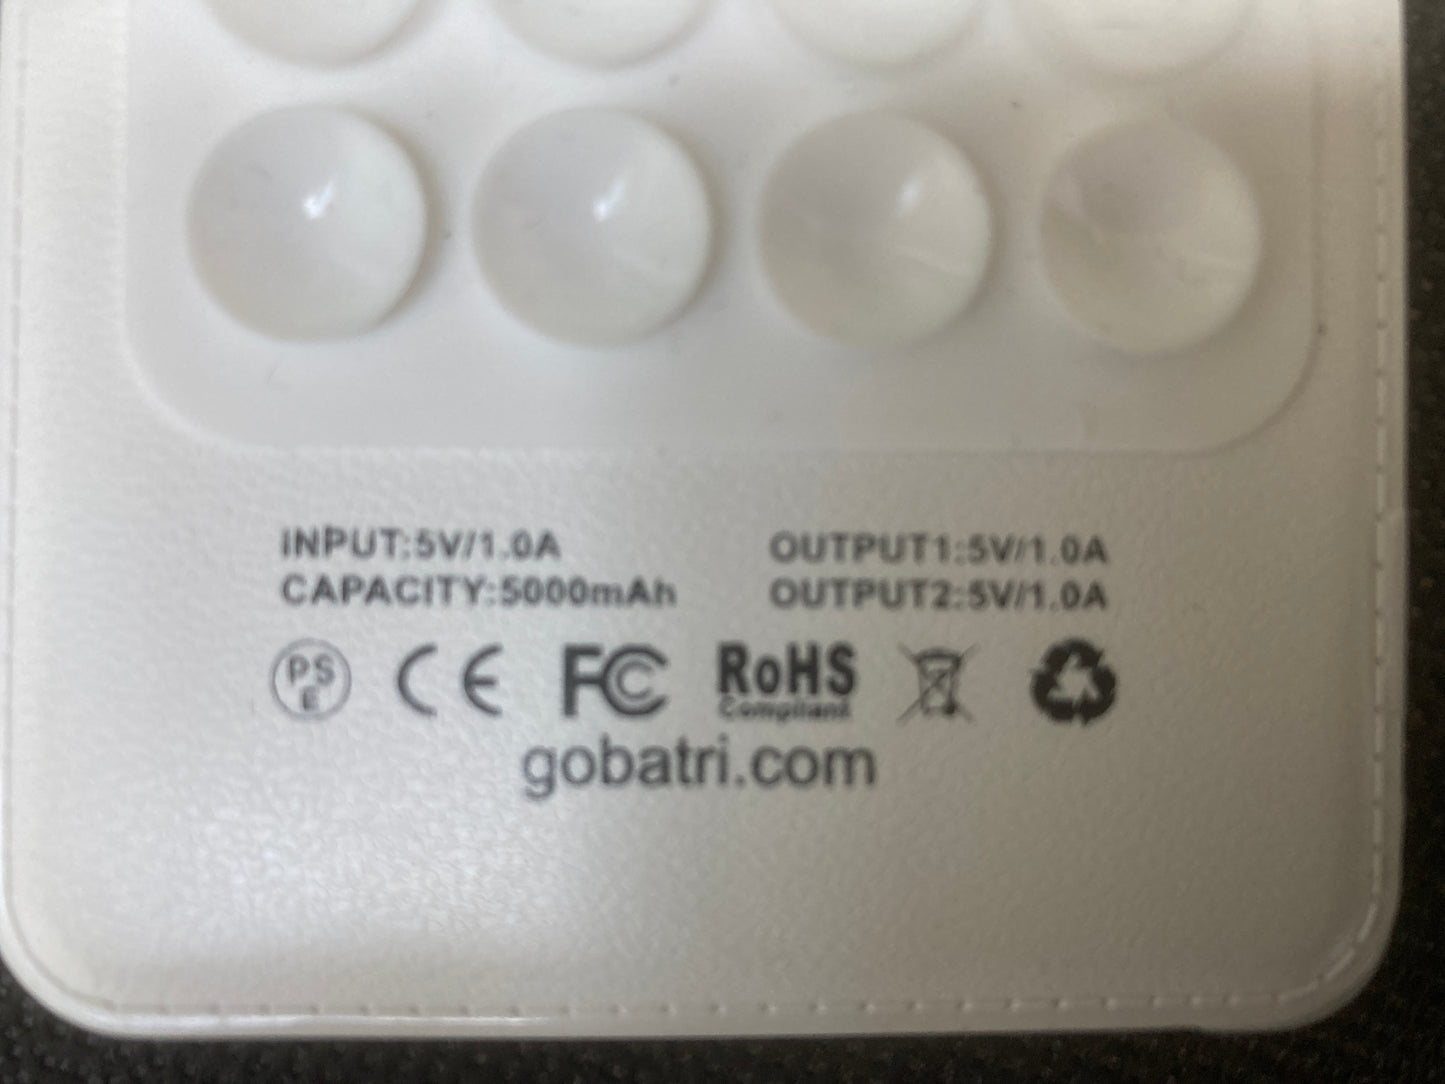 INPUT:5V/1.0A OUTPUT1:5V/1.0A
CAPACITY:5000mAh OUTPUT2:5V/1.0A
PSE CE FC RoHS
Compliant
gobatri.com